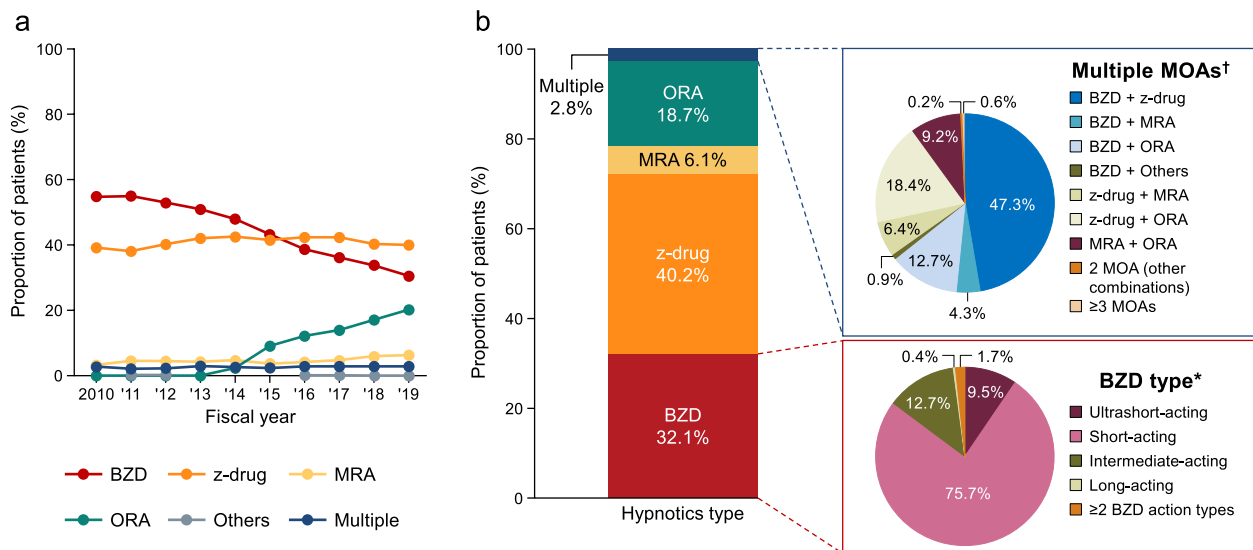 a
Proportion of patients (%)
100
80
60
40
20
0
2010 '11 '12 '13 '14 '15 '16 '17 '18 '19
Fiscal year
BZD z-drug MRA
ORA Others Multiple
b
Proportion of patients (%)
100
80
60
40
20
0
Multiple
2.8%
ORA
18.7%
MRA 6.1%
z-drug
40.2%
BZD
32.1%
Hypnotics type
Multiple MOAs†
0.2% 0.6%
9.2%
18.4%
47.3%
6.4%
12.7%
0.9%
4.3%
BZD + z-drug
BZD + MRA
BZD + ORA
BZD + Others
z-drug + MRA
z-drug + ORA
MRA + ORA
2 MOA (other
combinations)
≥3 MOAs
BZD type*
0.4% 1.7%
12.7% 9.5%
75.7%
Ultrashort-acting
Short-acting
Intermediate-acting
Long-acting
≥2 BZD action types